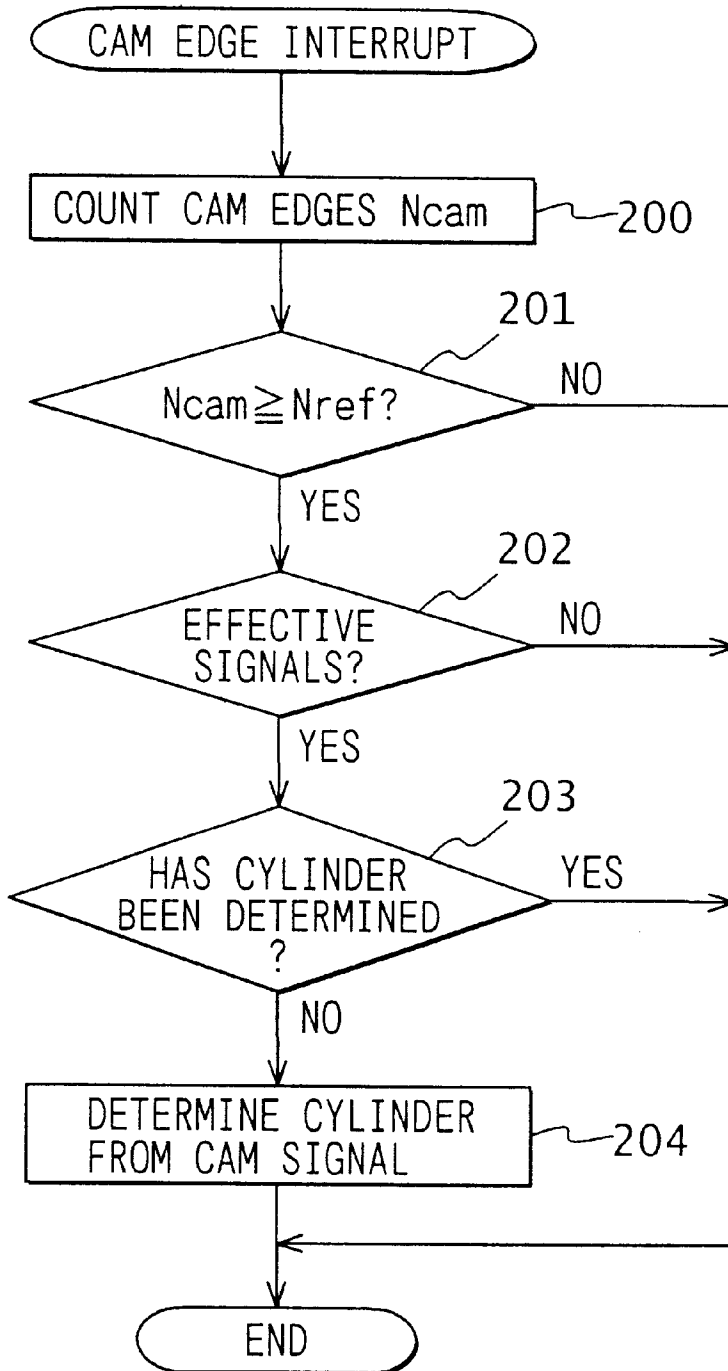 CAM EDGE INTERRUPT
COUNT CAM EDGES Ncam
200
201
Ncam≧Nref?
NO
YES
202
EFFECTIVE
SIGNALS?
NO
YES
203
HAS CYLINDER
BEEN DETERMINED
?
YES
NO
DETERMINE CYLINDER
FROM CAM SIGNAL
204
END